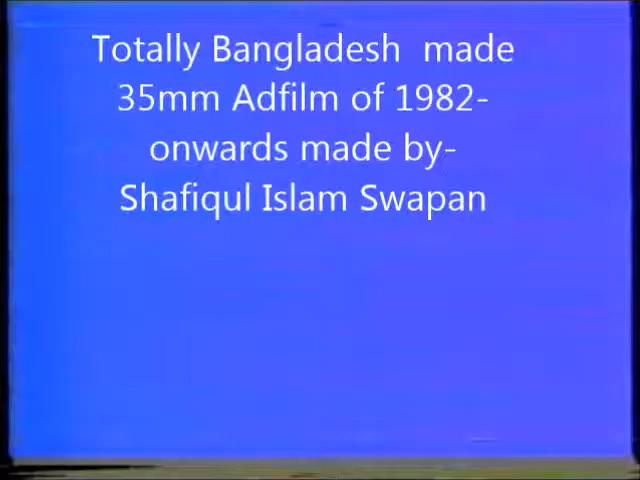 Totally Bangladesh  made
35mm Adfilm of 1982-
onwards made by-
Shafiqul Islam Swapan